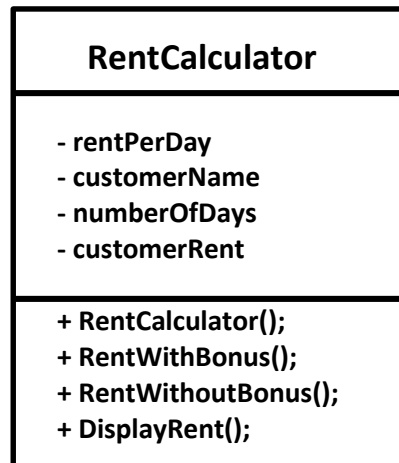 RentCalculator
- rentPerDay
- customerName
- numberOfDays
- customerRent
+ RentCalculator();
+ RentWithBonus();
+ RentWithoutBonus();
+ DisplayRent();